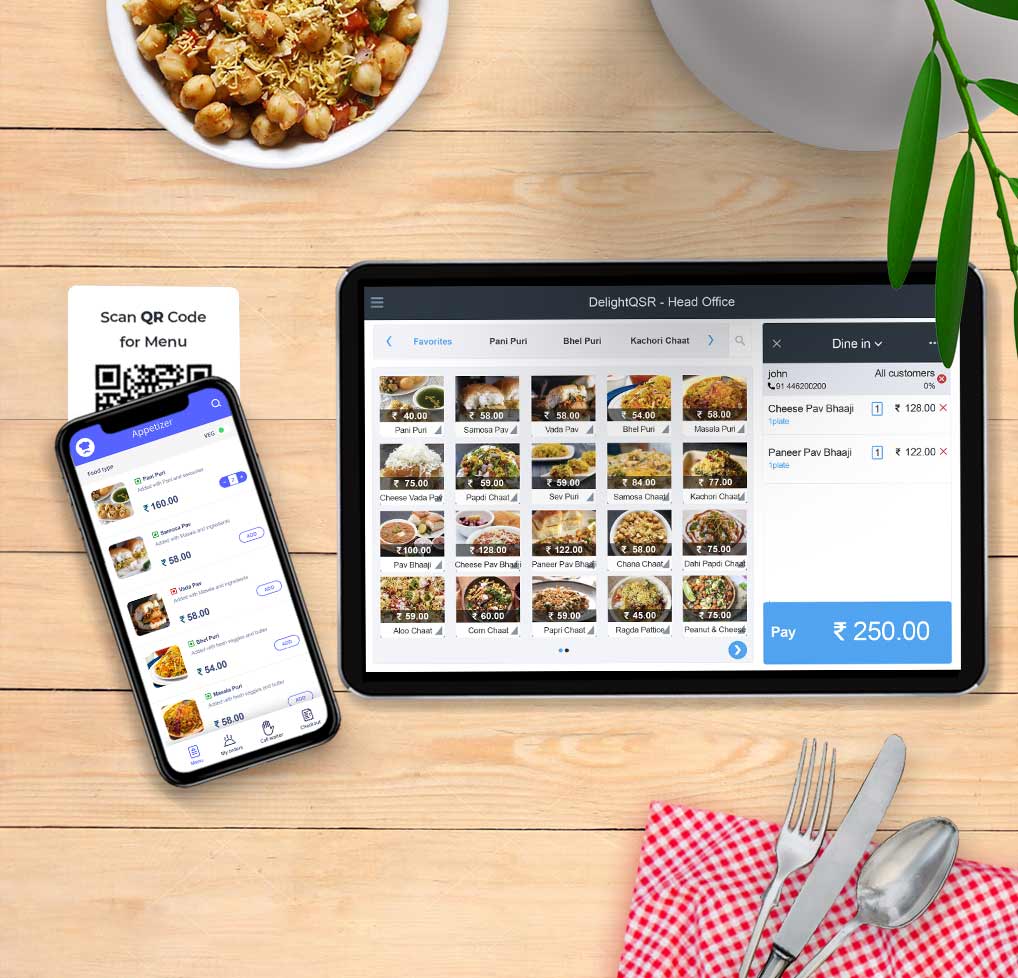 Scan QR Code
for Menu
Appetizer
Food type
VEG
Pani Puri
₹ 160.00
2
Samosa Pav
Added with Masala and ingredients
₹ 58.00
ADD
Vada Pav
Added with Masala and ingredients
₹ 58.00
ADD
Bhel Puri
Added with fresh veggies and butter
₹ 54.00
ADD
Masala Puri
Added with fresh veggies and butter
₹ 58.00
ADD
Menu
My orders
Call waiter
Checkout
DelightQSR - Head Office
Favorites Pani Puri Bhel Puri Kachori Chaat
₹ 40.00 ₹ 58.00 ₹ 58.00 ₹ 54.00 ₹ 58.00
Pani Puri Samosa Pav Vada Pav Bhel Puri Masala Puri
₹ 75.00 ₹ 59.00 ₹ 59.00 ₹ 84.00 ₹ 77.00
Cheese Vada Pav Papdi Chaat Sev Puri Samosa Chaat Kachori Chaat
₹100.00 ₹ 128.00 ₹ 122.00 ₹ 58.00 ₹ 75.00
Pav Bhaaji Cheese Pav Bhaaji Paneer Pav Bhaaji Chana Chaat Dahi Papdi Chaat
₹ 59.00 ₹ 60.00 ₹ 59.00 ₹ 45.00 ₹ 75.00
Aloo Chaat Corn Chaat Papri Chaat Ragda Pattice Peanut & Cheese
Dine in
john All customers
91 446200200 0%
Cheese Pav Bhaaji 1 ₹ 128.00
1plate
Paneer Pav Bhaaji 1 ₹ 122.00
1plate
Pay ₹ 250.00